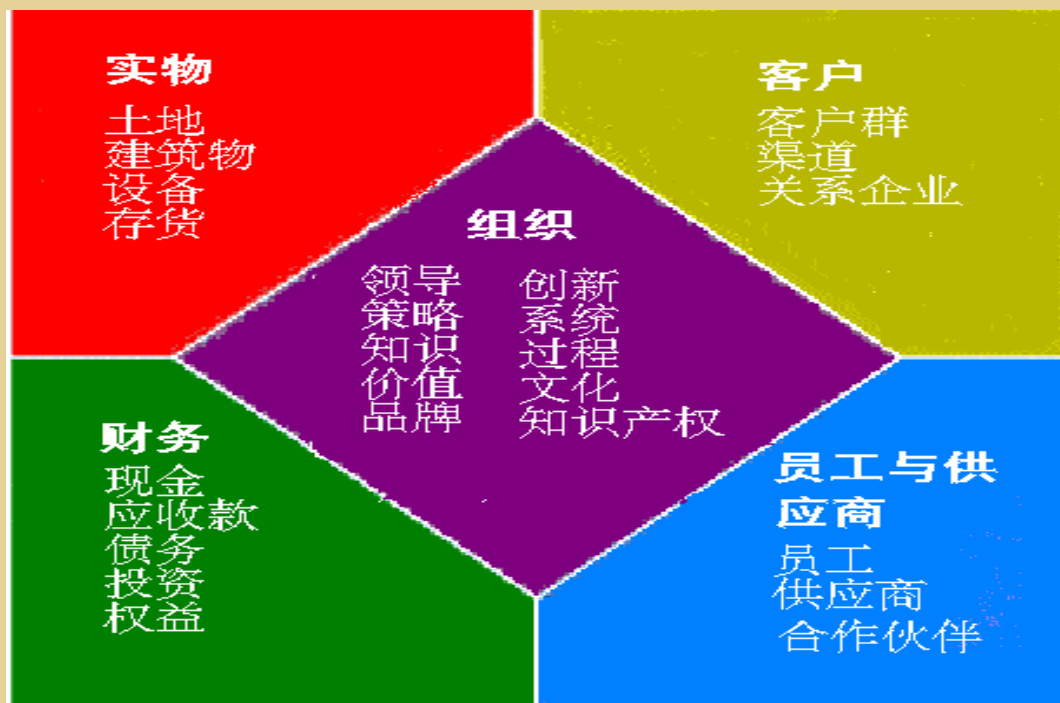 实物
土地
建筑物
设备
存货
客户
客户群
渠道
关系企业
组织
领导
策略
知识
价值
品牌
创新
系统
过程
文化
知识产权
财务
现金
应收款
债务
投资
权益
员工与供
应商
员工
供应商
合作伙伴